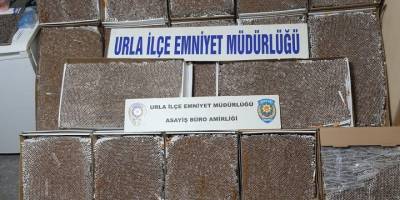 URLA İLÇE EMNİYET MÜDÜRLÜĞÜ
URLA İLÇE EMNİYET MÜDÜRLÜĞÜ
ASAYİŞ BÜRO AMİRLİĞİ